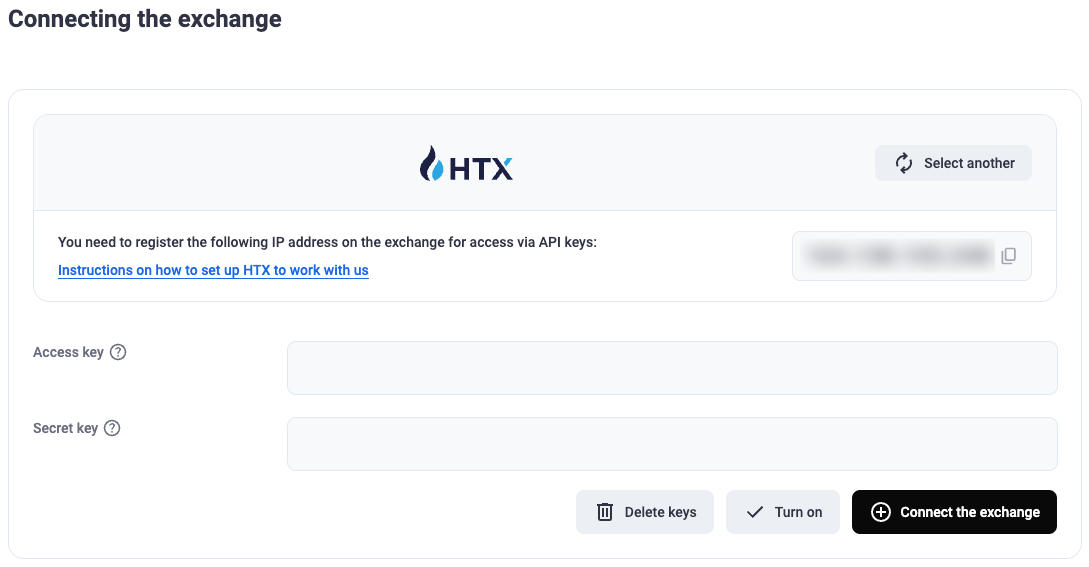 Connecting the exchange
HTX
Select another
You need to register the following IP address on the exchange for access via API keys:
Instructions on how to set up HTX to work with us
Access key ?
Secret key ?
Delete keys
Turn on
Connect the exchange